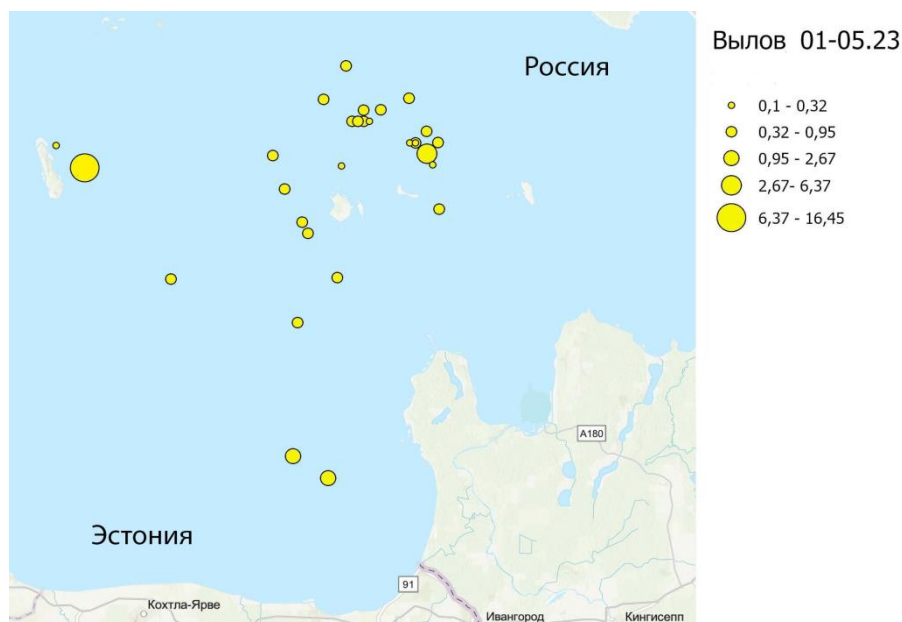 Вылов 01-05.23
Россия
0,1 - 0,32
0,32 - 0,95
0,95 - 2,67
2,67- 6,37
6,37 - 16,45
A180
Эстония
91
Кохтла-Ярве
Ивангород
Кингисепп